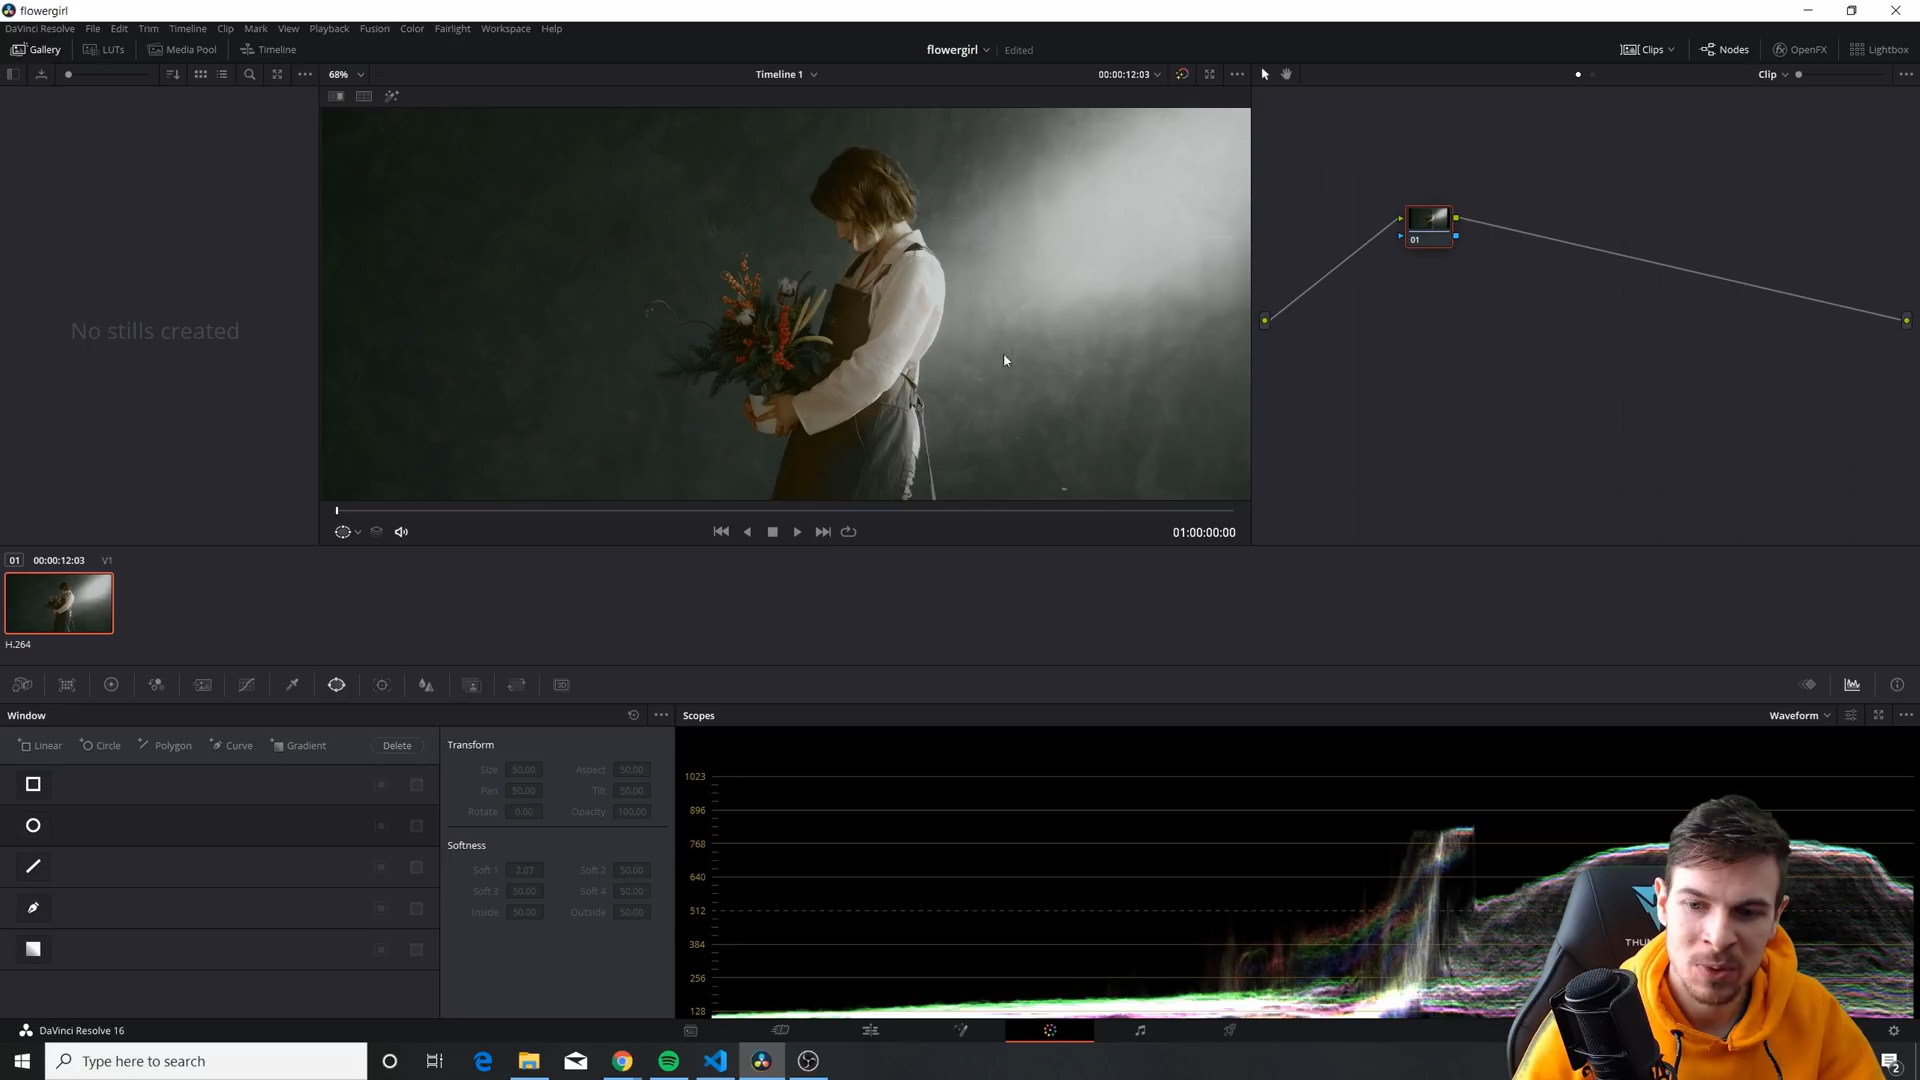 flowergirl
DaVinci Resolve File Edit Trim Timeline Clip Mark View Playback Fusion Color Fairlight Workspace Help
Gallery LUTs Media Pool Timeline flowergirl Edited Clips Nodes OpenFX Lightbox
68% Timeline 1 00:00:12:03 Clip
No stills created
01
01:00:00:00
01 00:00:12:03 V1
H.264
Window Scopes Waveform
Linear Circle Polygon Curve Gradient Delete
Transform
Size 50.00 Aspect 50.00
Pan 50.00 Tilt 50.00
Rotate 0.00 Opacity 100.00
Softness
Soft 1 2.07 Soft 2 50.00
Soft 3 50.00 Soft 4 50.00
Inside 50.00 Outside 50.00
1023
896
768
640
512
384
256
128
THU
DaVinci Resolve 16
Type here to search
2